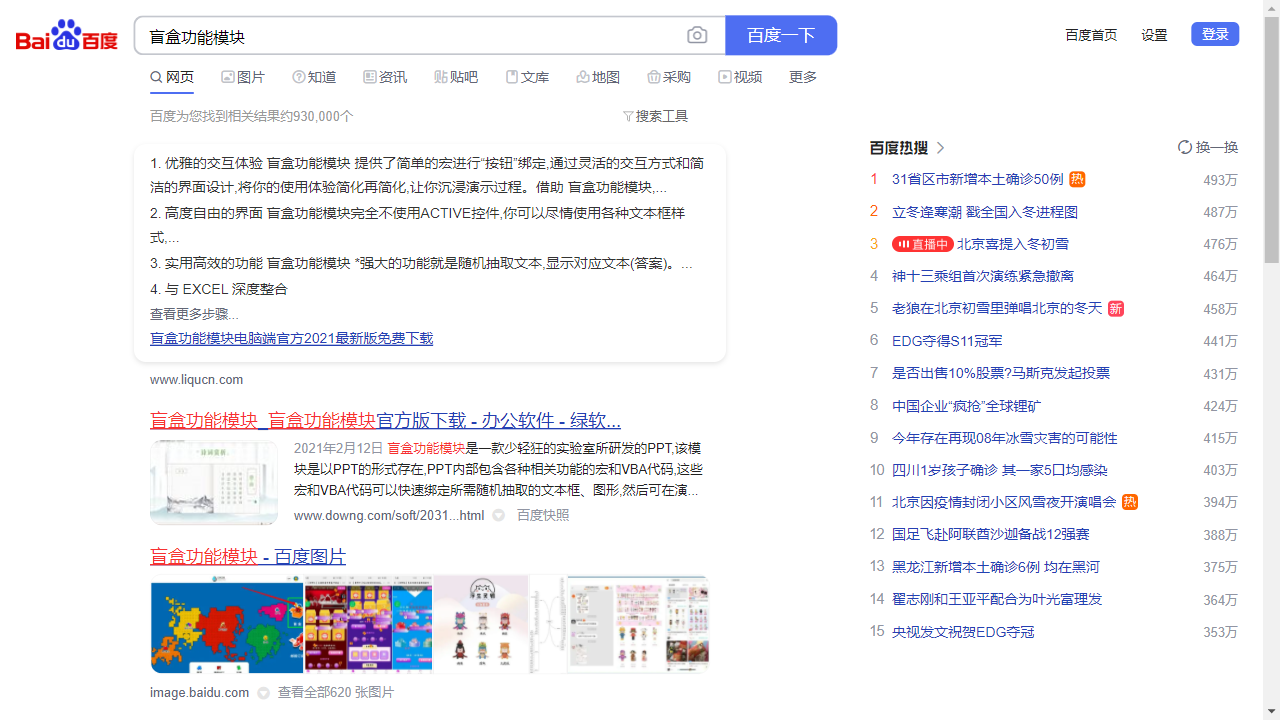 Bai du 百度
盲盒功能模块
百度一下
百度首页
设置
登录
网页
图片
知道
资讯
贴吧
文库
地图
采购
视频
更多
百度为您找到相关结果约930,000个
搜索工具
1. 优雅的交互体验 盲盒功能模块 提供了简单的宏进行“按钮”绑定,通过灵活的交互方式和简
洁的界面设计,将你的使用体验简化再简化,让你沉浸演示过程。借助 盲盒功能模块,...
2. 高度自由的界面 盲盒功能模块完全不使用ACTIVE控件,你可以尽情使用各种文本框样
式,...
3. 实用高效的功能 盲盒功能模块 *强大的功能就是随机抽取文本,显示对应文本(答案)。...
4. 与 EXCEL 深度整合
查看更多步骤...
盲盒功能模块电脑端官方2021最新版免费下载
www.liqucn.com
盲盒功能模块_盲盒功能模块官方版下载 - 办公软件 - 绿软...
2021年2月12日 盲盒功能模块是一款少轻狂的实验室所研发的PPT,该模
块是以PPT的形式存在,PPT内部包含各种相关功能的宏和VBA代码,这些
宏和VBA代码可以快速绑定所需随机抽取的文本框、图形,然后可在演...
www.downg.com/soft/2031...html
百度快照
盲盒功能模块 - 百度图片
image.baidu.com
查看全部620 张图片
百度热搜
换一换
1 31省区市新增本土确诊50例 热 493万
2 立冬逢寒潮 戳全国入冬进程图 487万
3 直播中 北京喜提入冬初雪 476万
4 神十三乘组首次演练紧急撤离 464万
5 老狼在北京初雪里弹唱北京的冬天 新 458万
6 EDG夺得S11冠军 441万
7 是否出售10%股票?马斯克发起投票 431万
8 中国企业“疯抢”全球锂矿 424万
9 今年存在再现08年冰雪灾害的可能性 415万
10 四川1岁孩子确诊 其一家5口均感染 403万
11 北京因疫情封闭小区风雪夜开演唱会 热 394万
12 国足飞赴阿联酋沙迦备战12强赛 388万
13 黑龙江新增本土确诊6例 均在黑河 375万
14 翟志刚和王亚平配合为叶光富理发 364万
15 央视发文祝贺EDG夺冠 353万